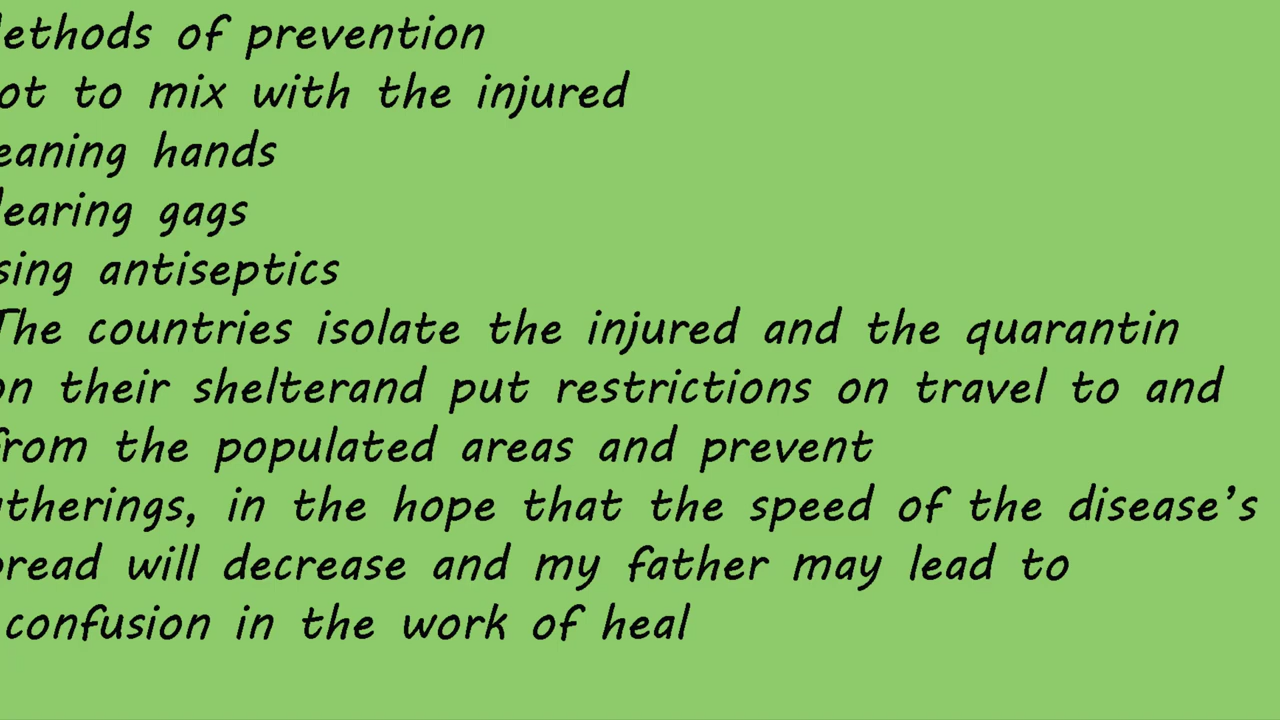 ethods of prevention
ot to mix with the injured
eaning hands
earing gags
sing antiseptics
The countries isolate the injured and the quarantin
on their shelterand put restrictions on travel to and
from the populated areas and prevent
atherings, in the hope that the speed of the disease's
pread will decrease and my father may lead to
confusion in the work of heal